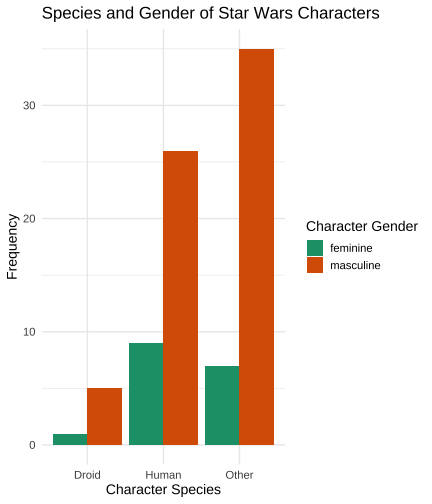 Species and Gender of Star Wars Characters
Frequency
30
20
10
0
Droid
Human
Other
Character Species
Character Gender
feminine
masculine